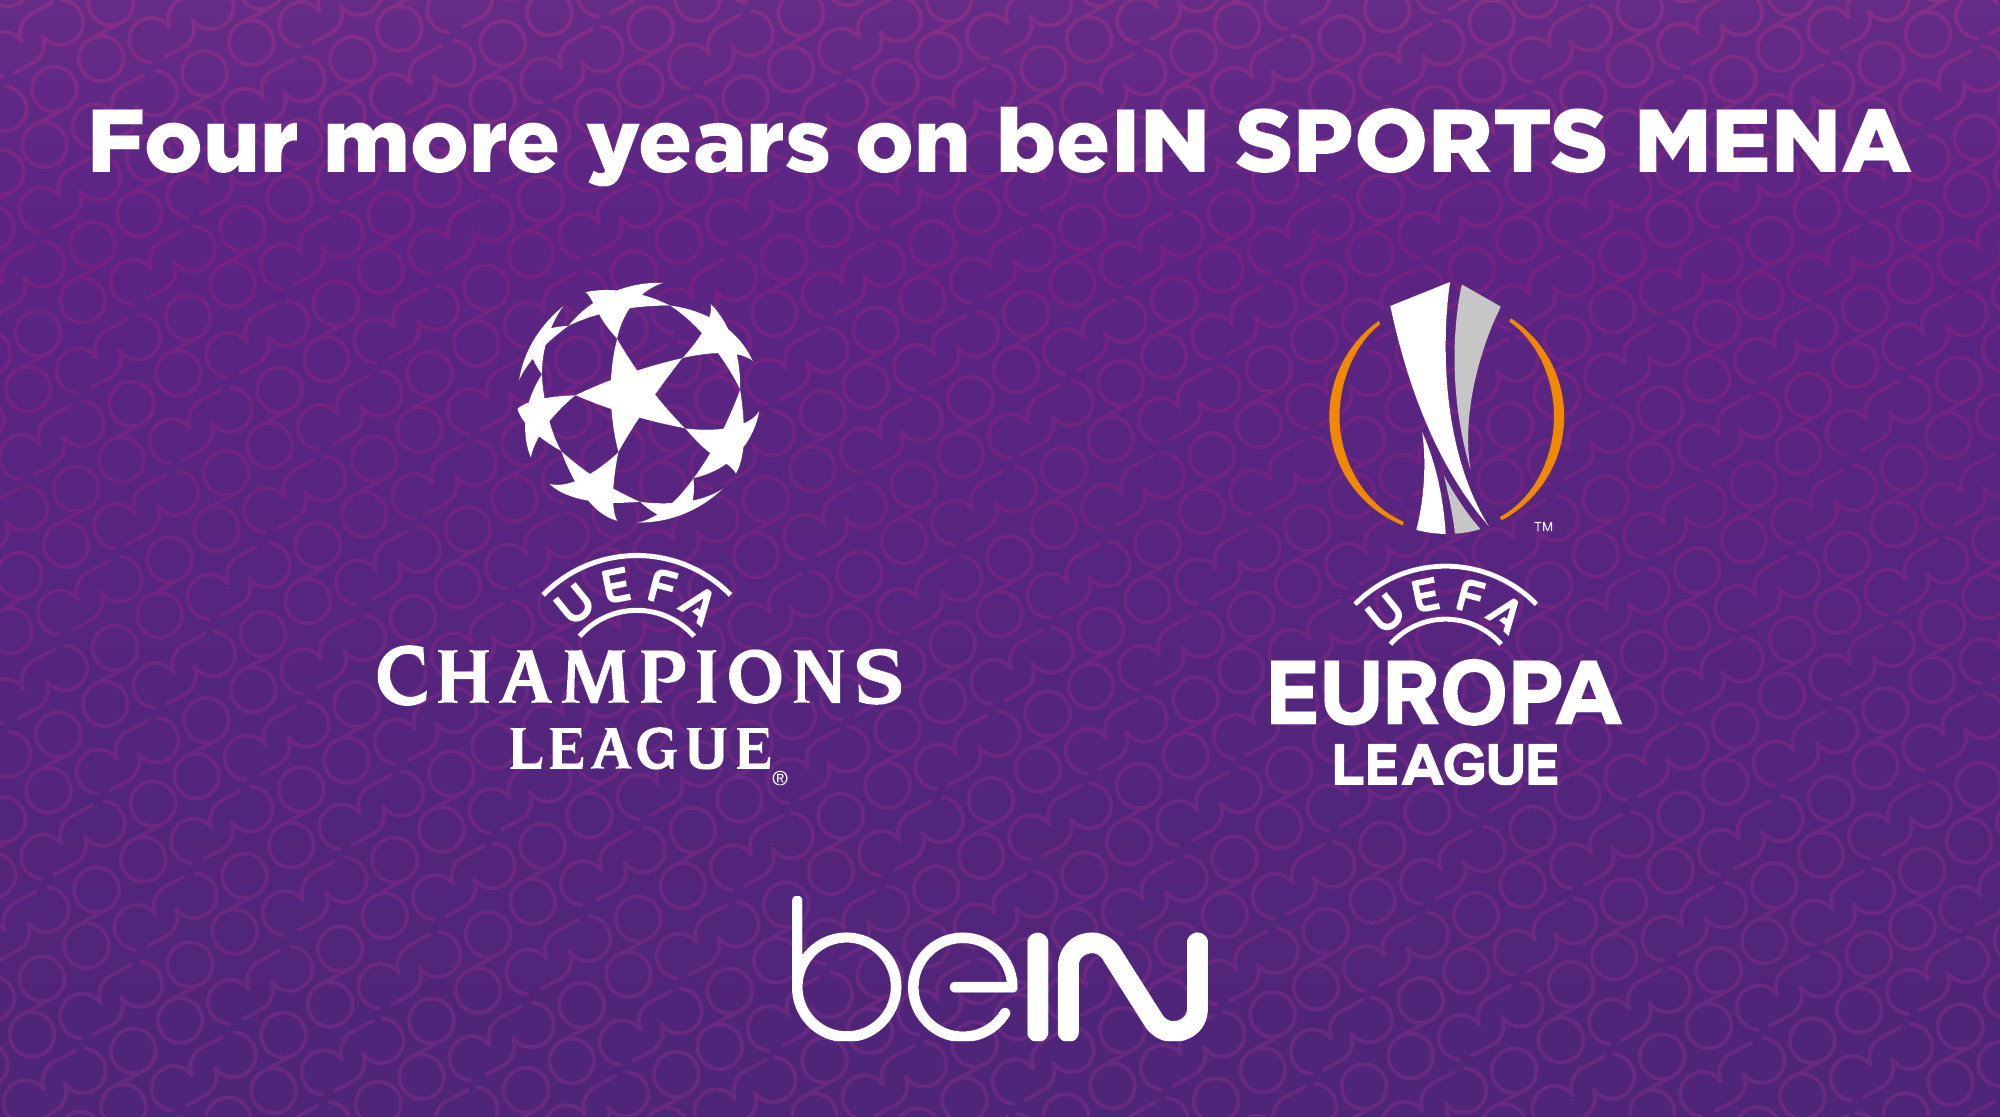 Four more years on beIN SPORTS MENA
UEFA
CHAMPIONS
LEAGUE®
TM
UEFA
EUROPA
LEAGUE
beIN